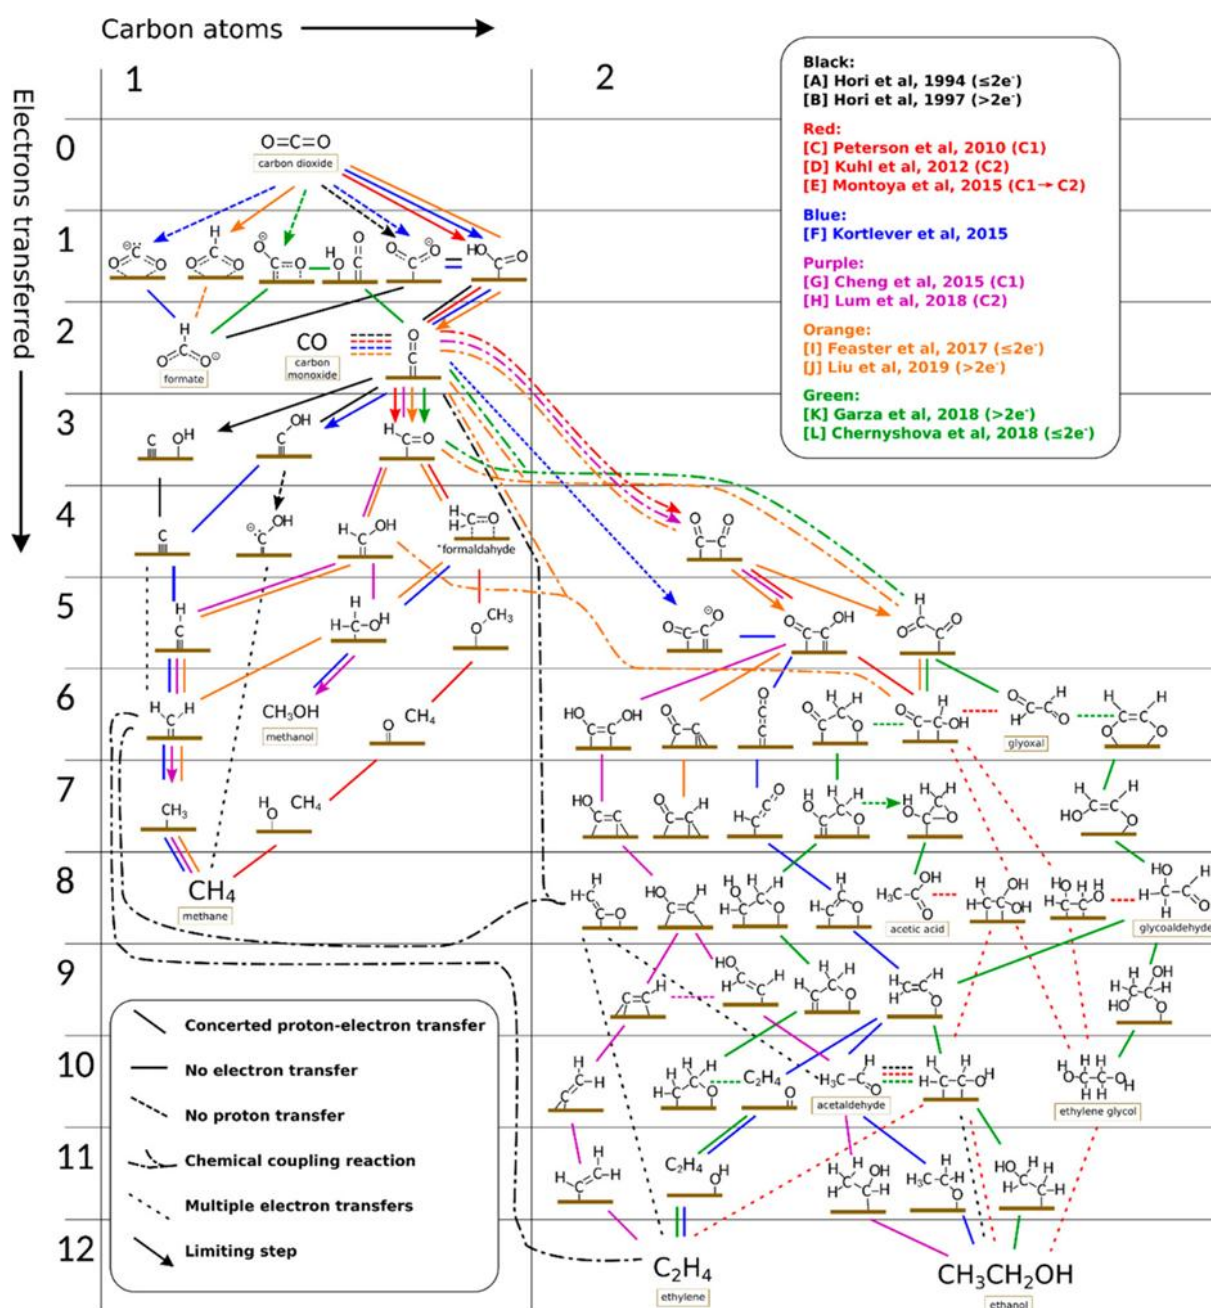 Carbon atoms
Electrons transferred
1
2
Black:
[A] Hori et al, 1994 (≤2e⁻)
[B] Hori et al, 1997 (>2e⁻)
Red:
[C] Peterson et al, 2010 (C1)
[D] Kuhl et al, 2012 (C2)
[E] Montoya et al, 2015 (C1→ C2)
Blue:
[F] Kortlever et al, 2015
Purple:
[G] Cheng et al, 2015 (C1)
[H] Lum et al, 2018 (C2)
Orange:
[I] Feaster et al, 2017 (≤2e⁻)
[J] Liu et al, 2019 (>2e⁻)
Green:
[K] Garza et al, 2018 (>2e⁻)
[L] Chernyshova et al, 2018 (≤2e⁻)
0
O=C=O
carbon dioxide
1
2
formate
CO
carbon monoxide
3
4
*formaldahyde
5
6
CH₃OH
methanol
CH₄
glyoxal
7
CH₃
CH₄
8
CH₄
methane
acetic acid
glycoaldehyde
9
10
C₂H₄
acetaldehyde
ethylene glycol
11
C₂H₄
12
C₂H₄
ethylene
CH₃CH₂OH
ethanol
Concerted proton-electron transfer
No electron transfer
No proton transfer
Chemical coupling reaction
Multiple electron transfers
Limiting step